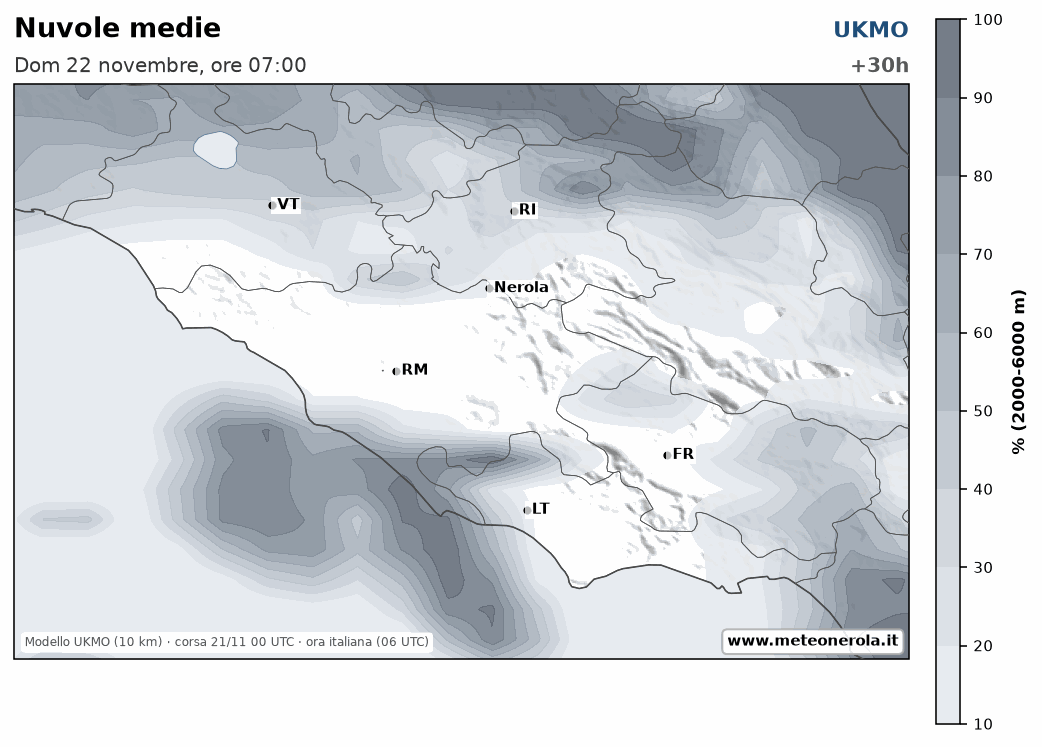 Nuvole medie
UKMO
Dom 22 novembre, ore 07:00
+30h
VT
RI
Nerola
RM
FR
LT
Modello UKMO (10 km) · corsa 21/11 00 UTC · ora italiana (06 UTC)
www.meteonerola.it
100
90
80
70
60
50
40
30
20
10
% (2000-6000 m)